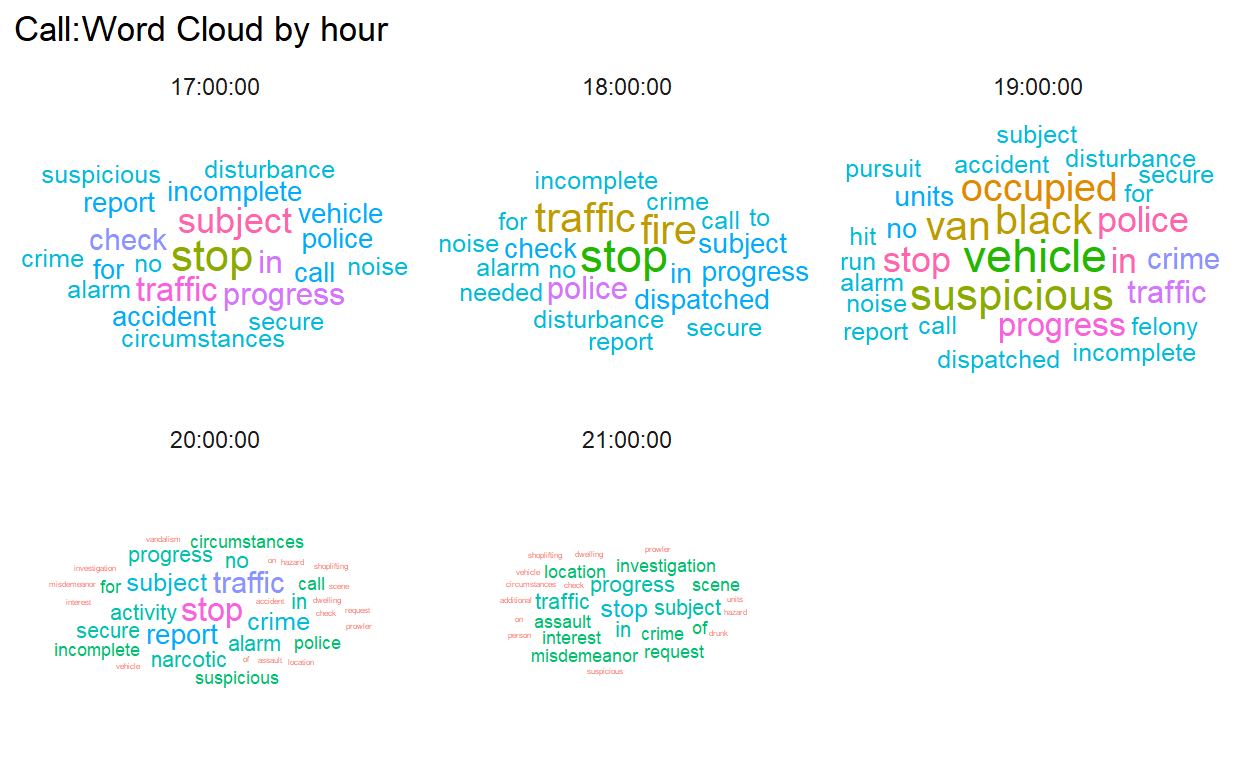 Call:Word Cloud by hour
17:00:00
suspicious disturbance
report incomplete
subject vehicle
check stop in police
crime for no call noise
alarm traffic progress
accident secure
circumstances
18:00:00
incomplete
crime
for traffic fire call to
noise check stop subject
alarm no in progress
needed police dispatched
disturbance secure
report
19:00:00
subject
pursuit accident disturbance
secure
units occupied for
no van black police
hit
run stop vehicle in crime
alarm suspicious traffic
noise
report call progress felony
dispatched incomplete
20:00:00
vandalism circumstances
progress no on hazard shoplifting
investigation
misdemeanor for subject traffic call scene
interest accident in dwelling
activity stop crime check request
secure report prowler
incomplete alarm police
vehicle narcotic of assault location
suspicious
21:00:00
prowler
shoplifting dwelling
vehicle location investigation
circumstances check progress scene
additional traffic stop subject units
hazard
on assault in crime of drunk
person interest
misdemeanor request
suspicious